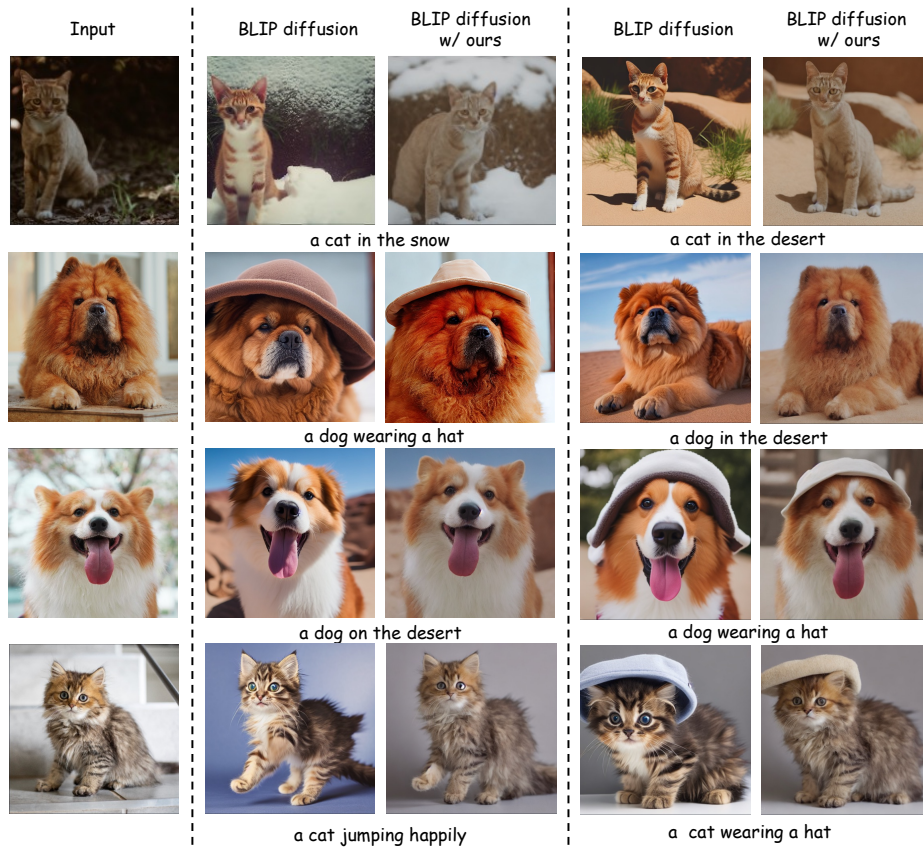 Input
BLIP diffusion
BLIP diffusion
w/ ours
BLIP diffusion
BLIP diffusion
w/ ours
a cat in the snow
a cat in the desert
a dog wearing a hat
a dog in the desert
a dog on the desert
a dog wearing a hat
a cat jumping happily
a cat wearing a hat